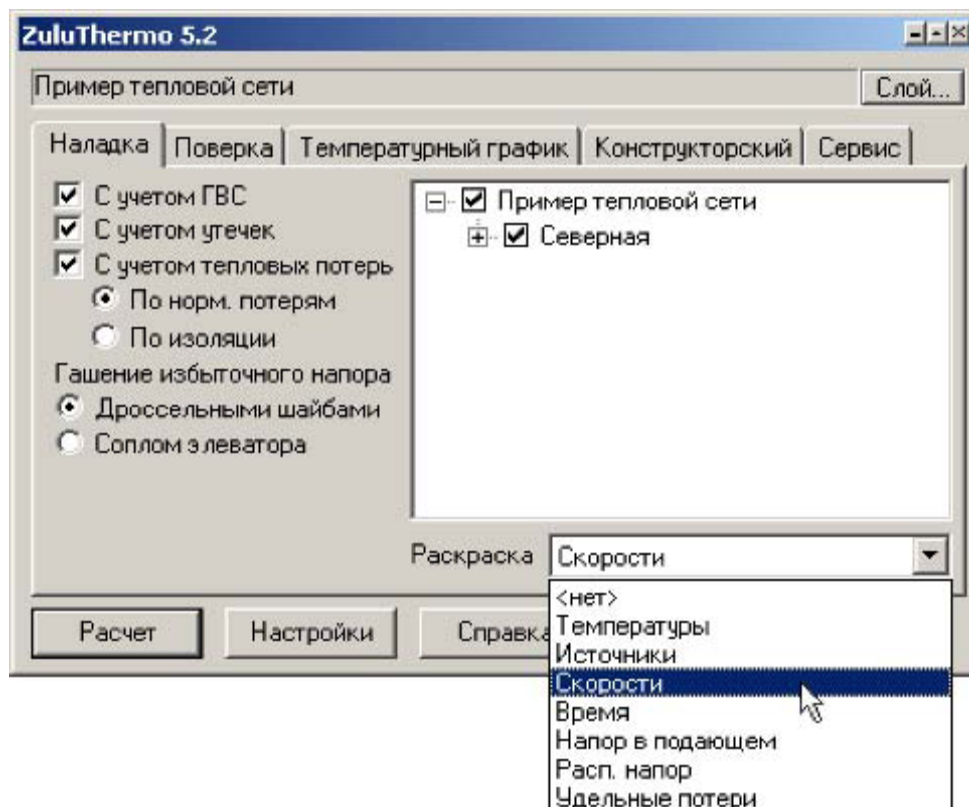 ZuluThermo 5.2
Пример тепловой сети
Слой...
Наладка
Поверка
Температурный график
Конструкторский
Сервис
С учетом ГВС
С учетом утечек
С учетом тепловых потерь
По норм. потерям
По изоляции
Гашение избыточного напора
Дроссельными шайбами
Соплом элеватора
Пример тепловой сети
Северная
Раскраска
Скорости
Расчет
Настройки
Справка
<нет>
Температуры
Источники
Скорости
Время
Напор в подающем
Расп. напор
Удельные потери